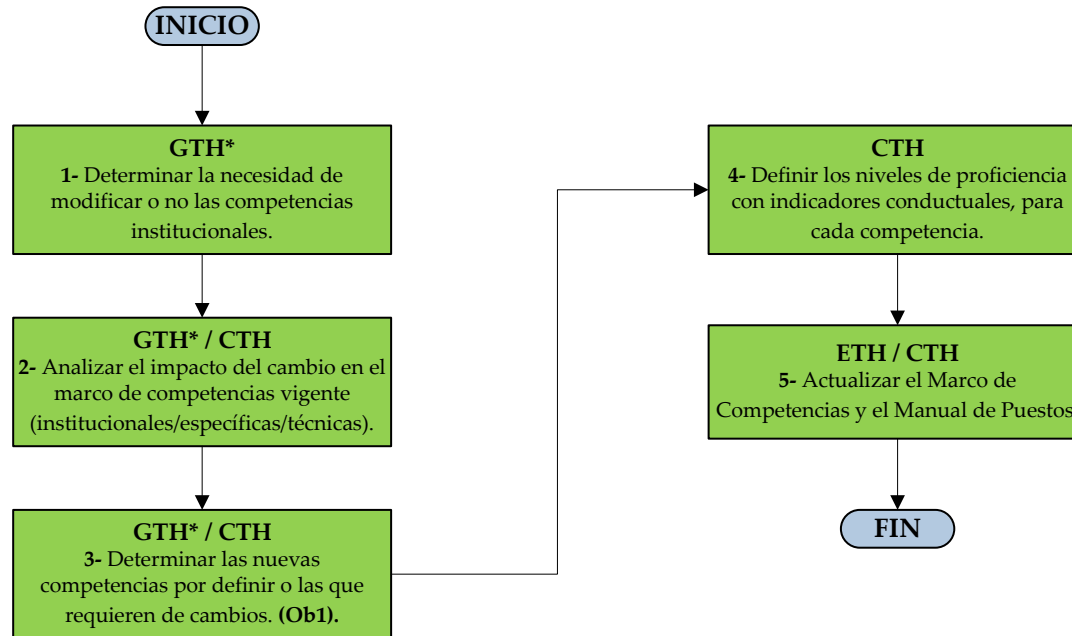 INICIO
GTH*
1- Determinar la necesidad de
modificar o no las competencias
institucionales.
GTH* / CTH
2- Analizar el impacto del cambio en el
marco de competencias vigente
(institucionales/específicas/técnicas).
GTH* / CTH
3- Determinar las nuevas
competencias por definir o las que
requieren de cambios. (Ob1).
CTH
4- Definir los niveles de proficiencia
con indicadores conductuales, para
cada competencia.
ETH / CTH
5- Actualizar el Marco de
Competencias y el Manual de Puestos
FIN